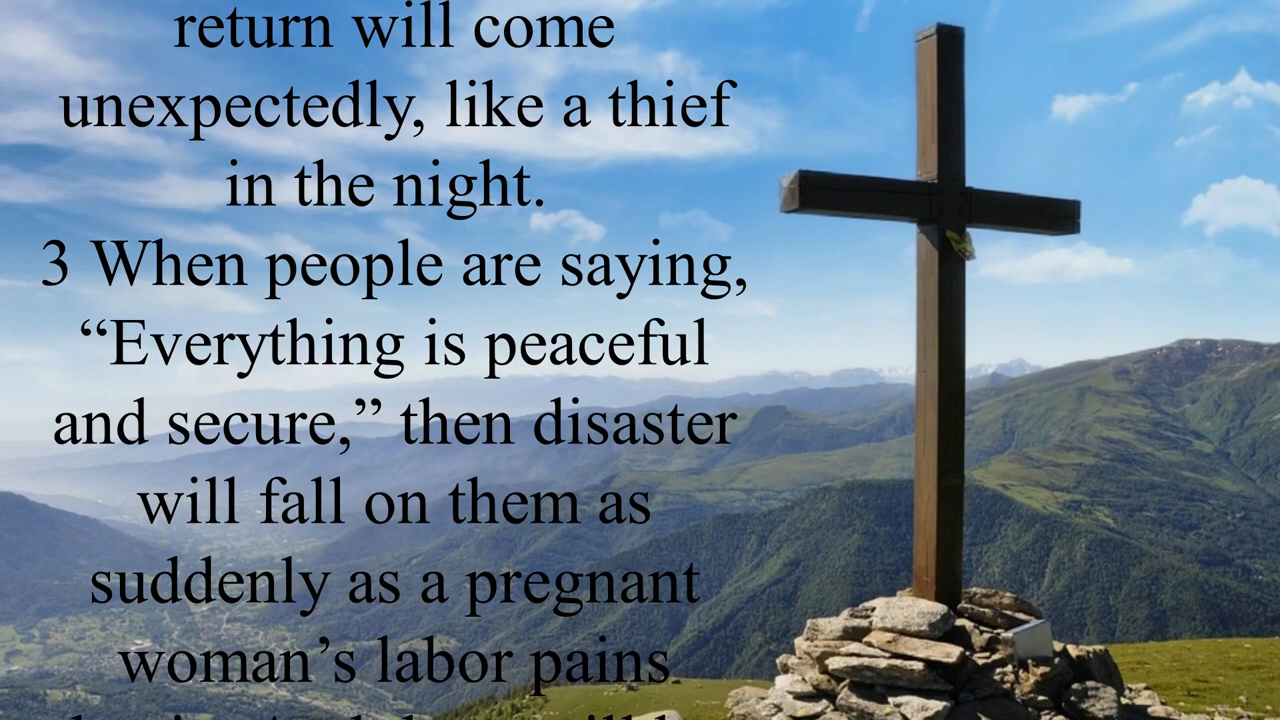 return will come
unexpectedly, like a thief
in the night.
3 When people are saying,
“Everything is peaceful
and secure,” then disaster
will fall on them as
suddenly as a pregnant
woman’s labor pains